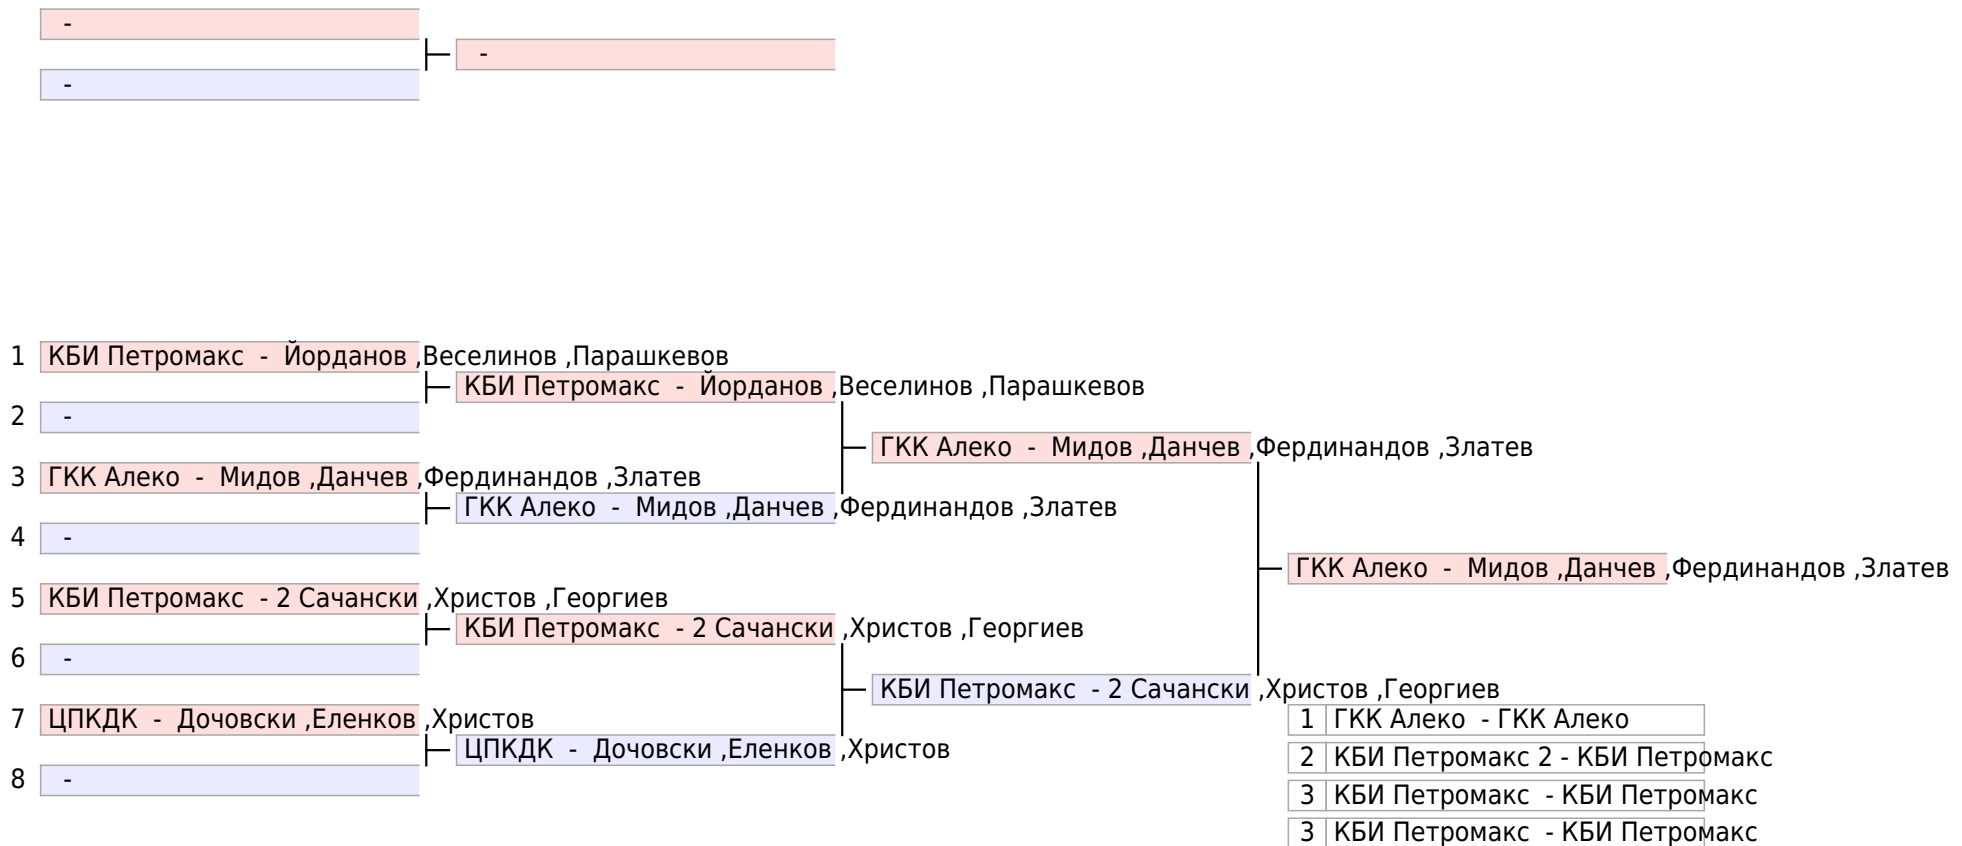 -
-
-
1 КБИ Петромакс - Йорданов ,Веселинов ,Парашкевов
КБИ Петромакс - Йорданов ,Веселинов ,Парашкевов
2 -
ГКК Алеко - Мидов ,Данчев ,Фердинандов ,Златев
3 ГКК Алеко - Мидов ,Данчев ,Фердинандов ,Златев
ГКК Алеко - Мидов ,Данчев ,Фердинандов ,Златев
4 -
ГКК Алеко - Мидов ,Данчев ,Фердинандов ,Златев
5 КБИ Петромакс - 2 Сачански ,Христов ,Георгиев
КБИ Петромакс - 2 Сачански ,Христов ,Георгиев
6 -
КБИ Петромакс - 2 Сачански ,Христов ,Георгиев
7 ЦПКДК - Дочовски ,Еленков ,Христов
1 ГКК Алеко - ГКК Алеко
ЦПКДК - Дочовски ,Еленков ,Христов
2 КБИ Петромакс 2 - КБИ Петромакс
8 -
3 КБИ Петромакс - КБИ Петромакс
3 КБИ Петромакс - КБИ Петромакс